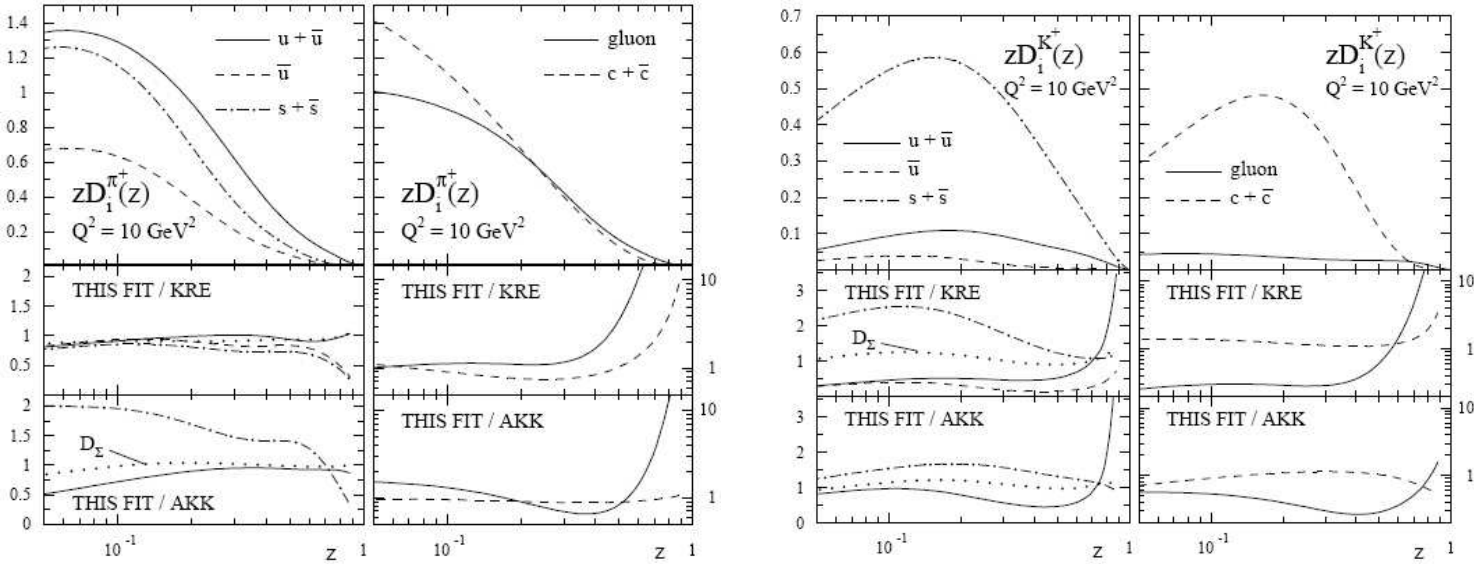 1.4
1.2
1
0.8
0.6
0.4
0.2
u + u̅
u̅
s + s̅
zD_i^{π⁺}(z)
Q² = 10 GeV²
gluon
c + c̅
zD_i^{π⁺}(z)
Q² = 10 GeV²
2
1.5
1
0.5
THIS FIT / KRE
THIS FIT / KRE
10
1
2
1.5
1
0.5
0
D_Σ
THIS FIT / AKK
THIS FIT / AKK
10
1
10⁻¹
z
1
10⁻¹
z
1
0.7
0.6
0.5
0.4
0.3
0.2
0.1
zD_i^{K⁺}(z)
Q² = 10 GeV²
u + u̅
u̅
s + s̅
zD_i^{K⁺}(z)
Q² = 10 GeV²
gluon
c + c̅
3
2
1
THIS FIT / KRE
D_Σ
THIS FIT / KRE
10
1
3
2
1
0
THIS FIT / AKK
THIS FIT / AKK
10
1
10⁻¹
z
1
10⁻¹
z
1